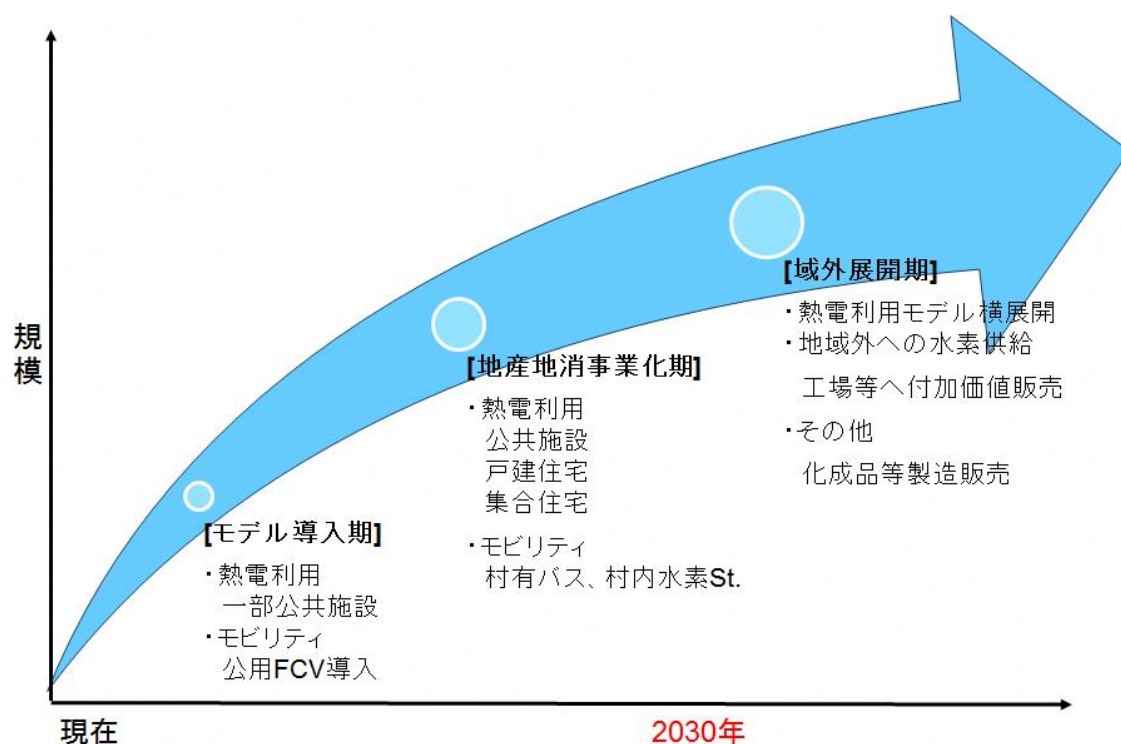 規模
[モデル導入期]
・熱電利用
一部公共施設
・モビリティ
公用FCV導入
[地産地消事業化期]
・熱電利用
公共施設
戸建住宅
集合住宅
・モビリティ
村有バス、村内水素St.
[域外展開期]
・熱電利用モデル横展開
・地域外への水素供給
工場等へ付加価値販売
・その他
化成品等製造販売
現在
2030年